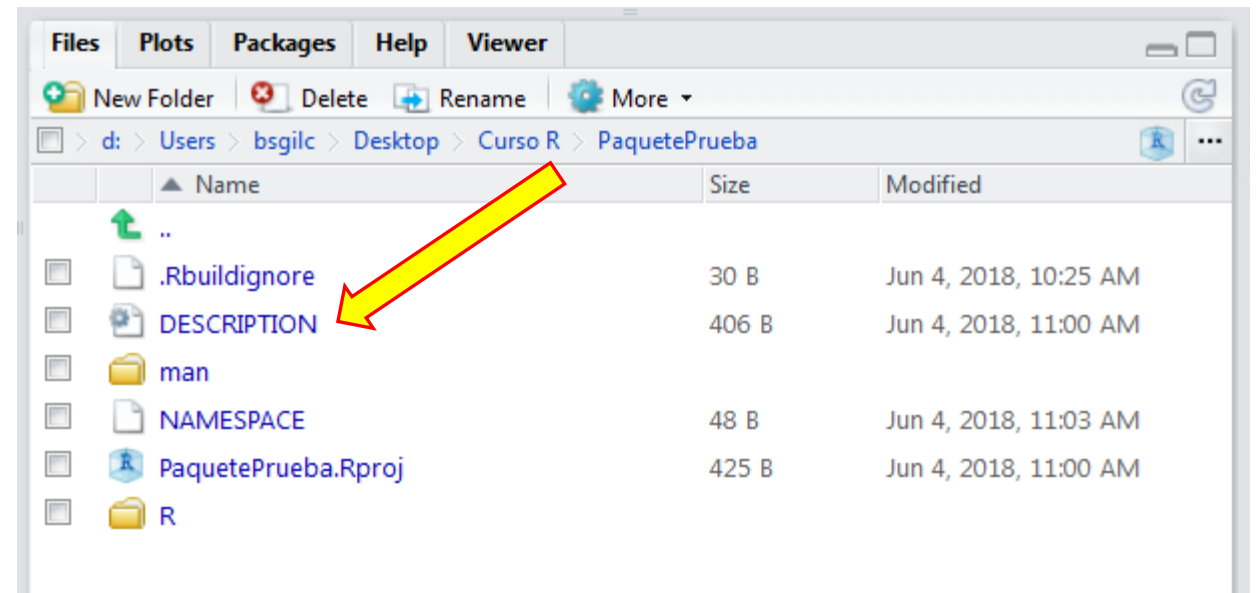 Files Plots Packages Help Viewer
New Folder Delete Rename More
d: > Users > bsgilc > Desktop > Curso R > PaquetePrueba R ...
Name Size Modified
..
.Rbuildignore 30 B Jun 4, 2018, 10:25 AM
DESCRIPTION 406 B Jun 4, 2018, 11:00 AM
man
NAMESPACE 48 B Jun 4, 2018, 11:03 AM
R PaquetePrueba.Rproj 425 B Jun 4, 2018, 11:00 AM
R